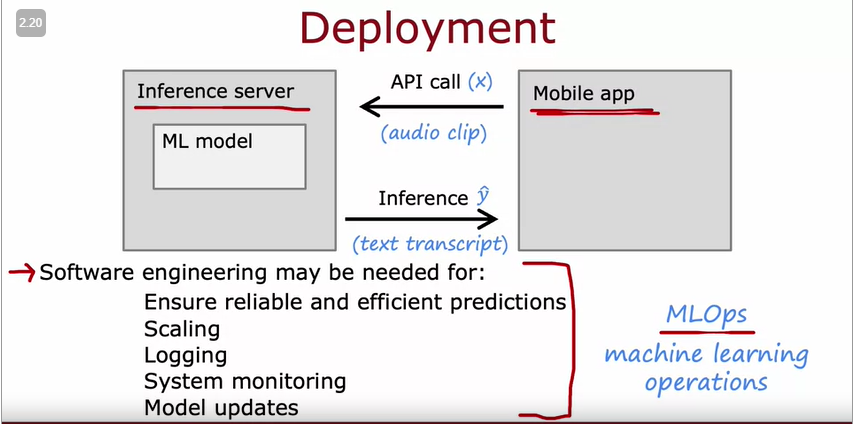 2.20
Deployment
Inference server
ML model
API call (x)
(audio clip)
Inference ŷ
(text transcript)
Mobile app
Software engineering may be needed for:
Ensure reliable and efficient predictions
Scaling
Logging
System monitoring
Model updates
MLOps
machine learning
operations